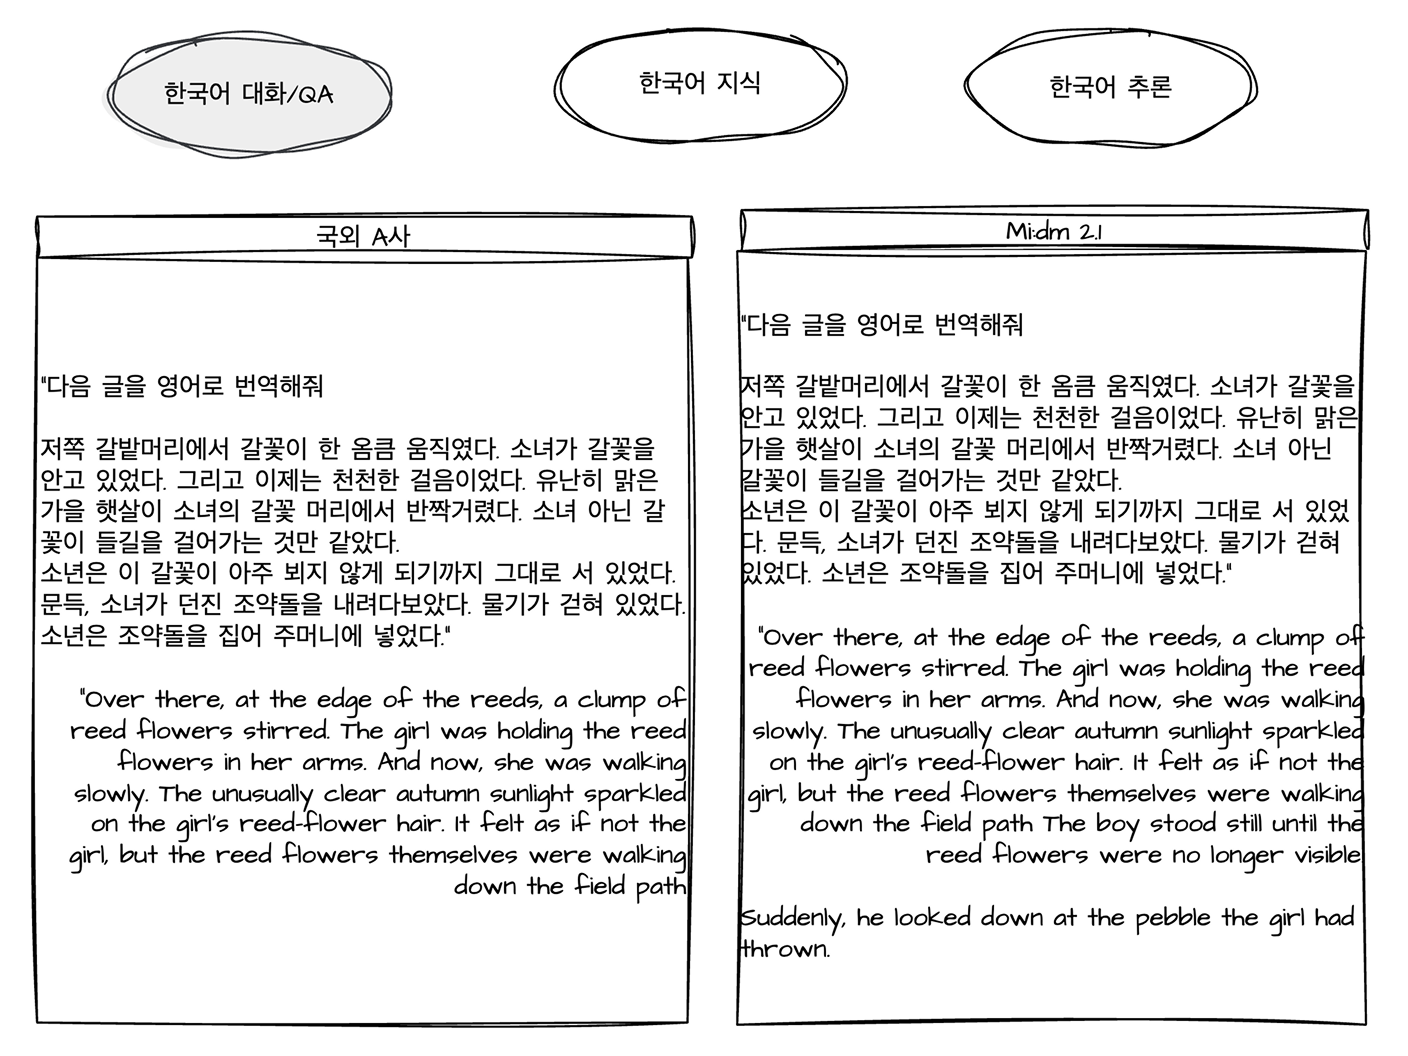 한국어 대화/QA
한국어 지식
한국어 추론
국외 A사
"다음 글을 영어로 번역해줘
저쪽 갈밭머리에서 갈꽃이 한 옴큼 움직였다. 소녀가 갈꽃을
안고 있었다. 그리고 이제는 천천한 걸음이었다. 유난히 맑은
가을 햇살이 소녀의 갈꽃 머리에서 반짝거렸다. 소녀 아닌 갈
꽃이 들길을 걸어가는 것만 같았다.
소년은 이 갈꽃이 아주 뵈지 않게 되기까지 그대로 서 있었다.
문득, 소녀가 던진 조약돌을 내려다보았다. 물기가 걷혀 있었다.
소년은 조약돌을 집어 주머니에 넣었다."
"Over there, at the edge of the reeds, a clump of
reed flowers stirred. The girl was holding the reed
flowers in her arms. And now, she was walking
slowly. The unusually clear autumn sunlight sparkled
on the girl's reed-flower hair. It felt as if not the
girl, but the reed flowers themselves were walking
down the field path
Mi:dm 2.1
"다음 글을 영어로 번역해줘
저쪽 갈밭머리에서 갈꽃이 한 옴큼 움직였다. 소녀가 갈꽃을
안고 있었다. 그리고 이제는 천천한 걸음이었다. 유난히 맑은
가을 햇살이 소녀의 갈꽃 머리에서 반짝거렸다. 소녀 아닌
갈꽃이 들길을 걸어가는 것만 같았다.
소년은 이 갈꽃이 아주 뵈지 않게 되기까지 그대로 서 있었
다. 문득, 소녀가 던진 조약돌을 내려다보았다. 물기가 걷혀
있었다. 소년은 조약돌을 집어 주머니에 넣었다."
"Over there, at the edge of the reeds, a clump of
reed flowers stirred. The girl was holding the reed
flowers in her arms. And now, she was walking
slowly. The unusually clear autumn sunlight sparkled
on the girl's reed-flower hair. It felt as if not the
girl, but the reed flowers themselves were walking
down the field path The boy stood still until the
reed flowers were no longer visible.
Suddenly, he looked down at the pebble the girl had
thrown.